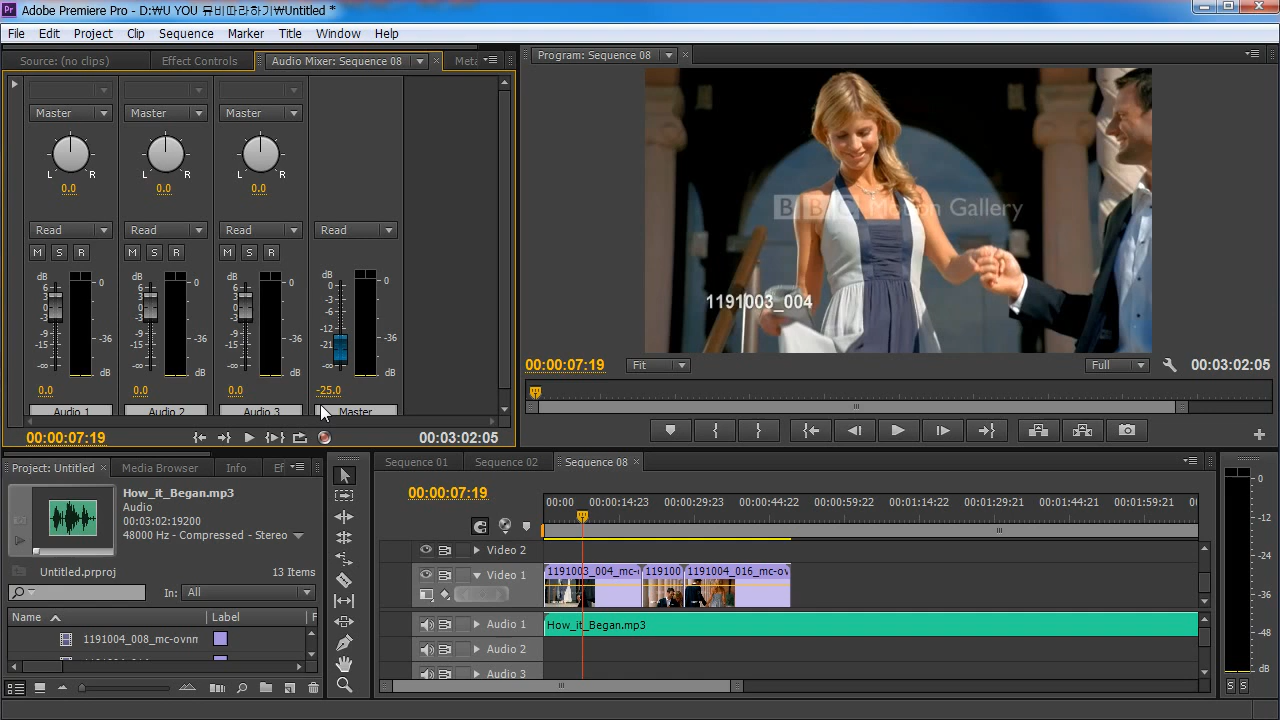 Adobe Premiere Pro - D:₩U YOU 뮤비따라하기₩Untitled *
File Edit Project Clip Sequence Marker Title Window Help
Source: (no clips) Effect Controls Audio Mixer: Sequence 08 Meta
Program: Sequence 08
Master Master Master
L R L R L R
0.0 0.0 0.0
Read Read Read Read
M S R M S R M S R
dB dB dB dB
6 6 6 0
3 3 3
0 0 0
-3 -3 -3
-9 -9 -9
-15 -15 -15
-∞ -∞ -∞
0 0 0 0
-6
-12
-21
-∞
-36 -36 -36 -36
dB dB dB dB
0.0 0.0 0.0 -25.0
Audio 1 Audio 2 Audio 3 Master
00:00:07:19 00:03:02:05
BBC Motion Gallery
1191003_004
00:00:07:19 Fit Full 00:03:02:05
Project: Untitled Media Browser Info Ef
How_it_Began.mp3
Audio
00:03:02:19200
48000 Hz - Compressed - Stereo
Untitled.prproj 13 Items
In: All
Name Label F
1191004_008_mc-ovnn
Sequence 01 Sequence 02 Sequence 08
00:00:07:19
00:00 00:00:14:23 00:00:29:23 00:00:44:22 00:00:59:22 00:01:14:22 00:01:29:21 00:01:44:21 00:01:59:21
Video 2
Video 1
1191003_004_mc-o 119100 1191004_016_mc-ov
Audio 1 How_it_Began.mp3
Audio 2
Audio 3
0
-12
-24
-36
-48
dB
S S